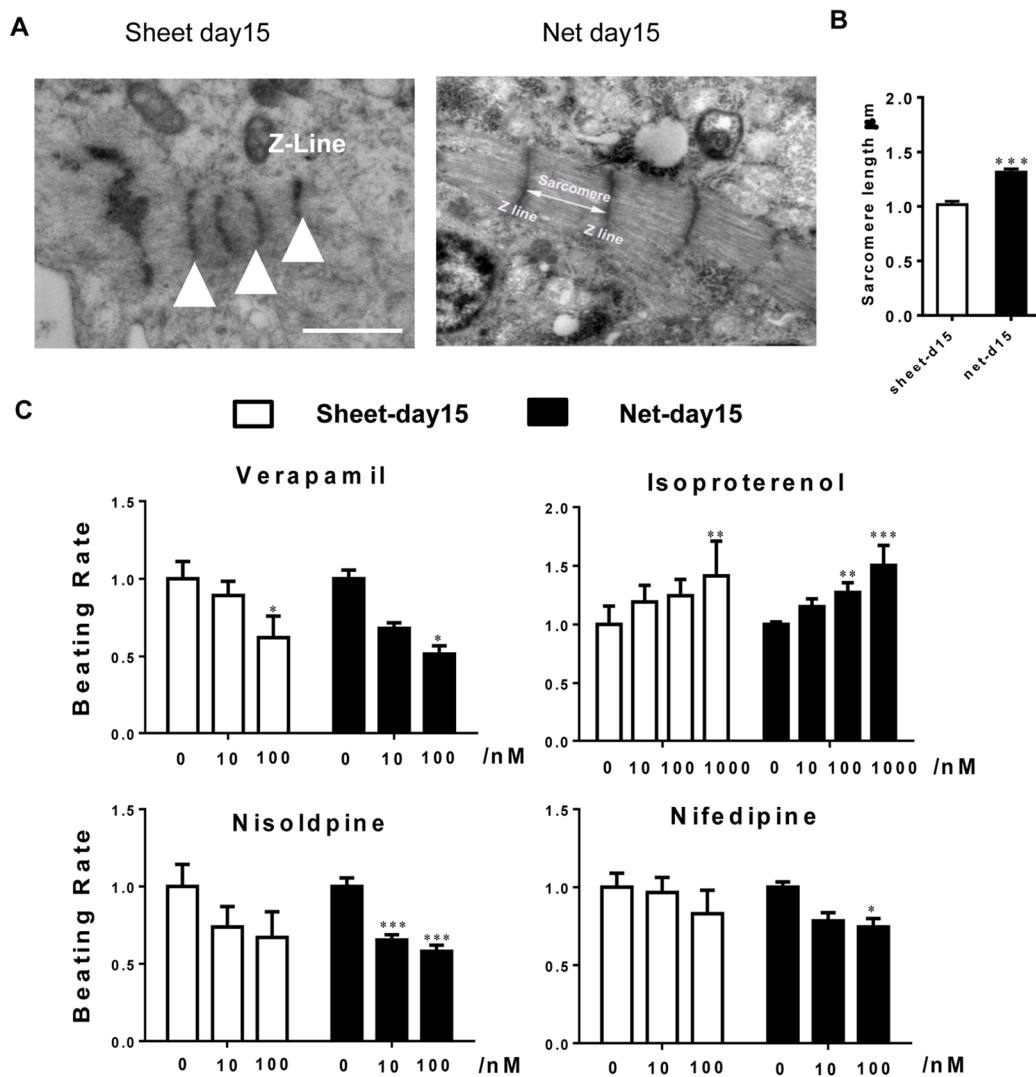 A
Sheet day15
Net day15
B
Z-Line
Sarcomere
Z line
Z line
Sarcomere length μm
2.0
1.5
1.0
0.5
0.0
***
sheet-d15
net-d15
C
Sheet-day15
Net-day15
Verapamil
Beating Rate
1.5
1.0
0.5
0.0
*
*
0 10 100 0 10 100 /nM
Isoproterenol
2.0
1.5
1.0
0.5
0.0
**
**
***
0 10 100 1000 0 10 100 1000 /nM
Nisoldpine
Beating Rate
1.5
1.0
0.5
0.0
***
***
0 10 100 0 10 100 /nM
Nifedipine
1.5
1.0
0.5
0.0
*
0 10 100 0 10 100 /nM